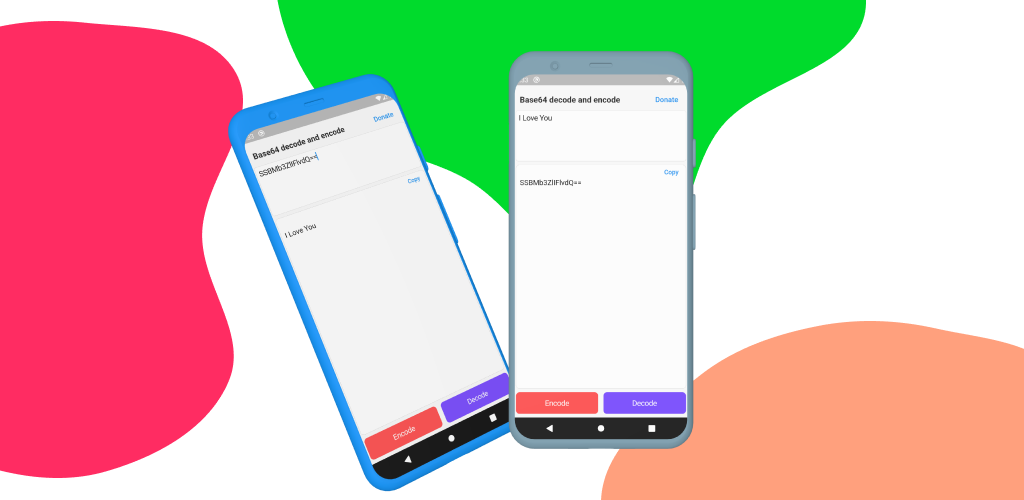 Base64 decode and encode
Donate
SSBMb3ZlIFlvdQ==
Copy
I Love You
Encode
Decode
Base64 decode and encode
Donate
I Love You
Copy
SSBMb3ZlIFlvdQ==
Encode
Decode